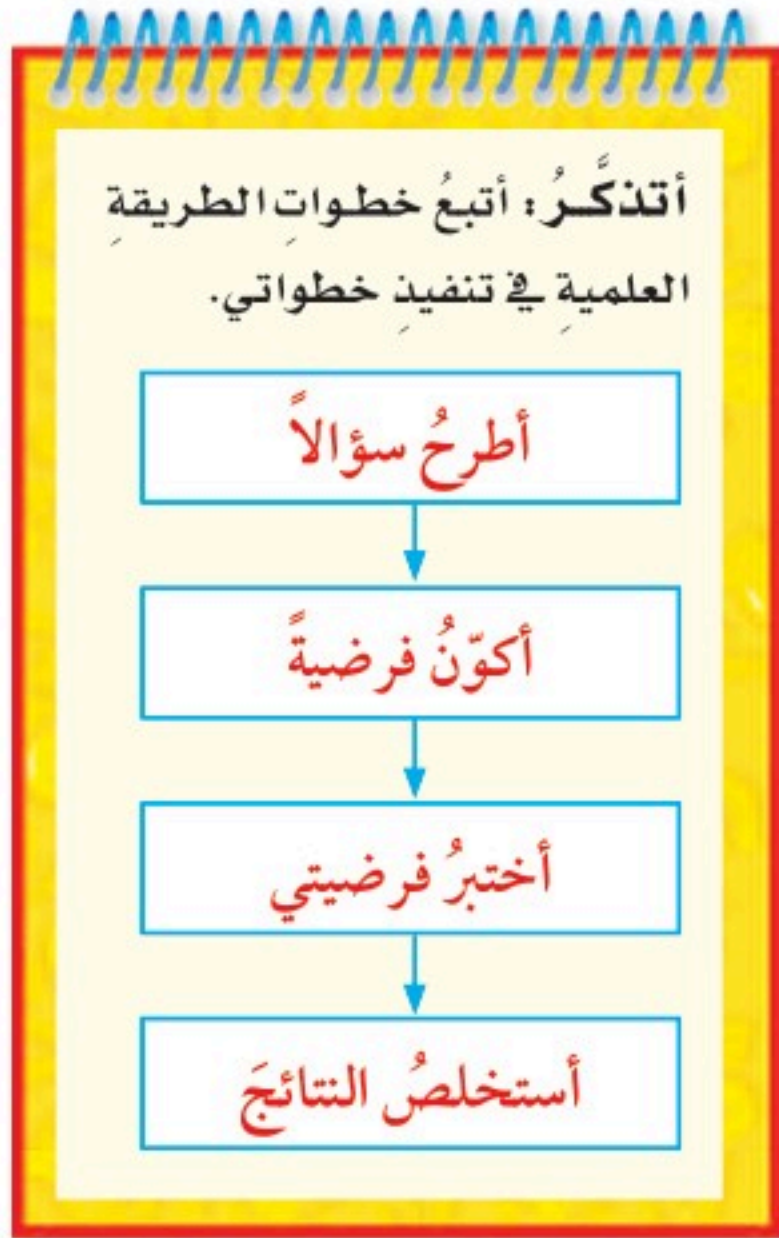 أتذكَّرُ: أتبعُ خطواتِ الطريقةِ
العلميةِ في تنفيذِ خطواتي.
أطرحُ سؤالاً
أكوّنُ فرضيةً
أختبرُ فرضيتي
أستخلصُ النتائجَ